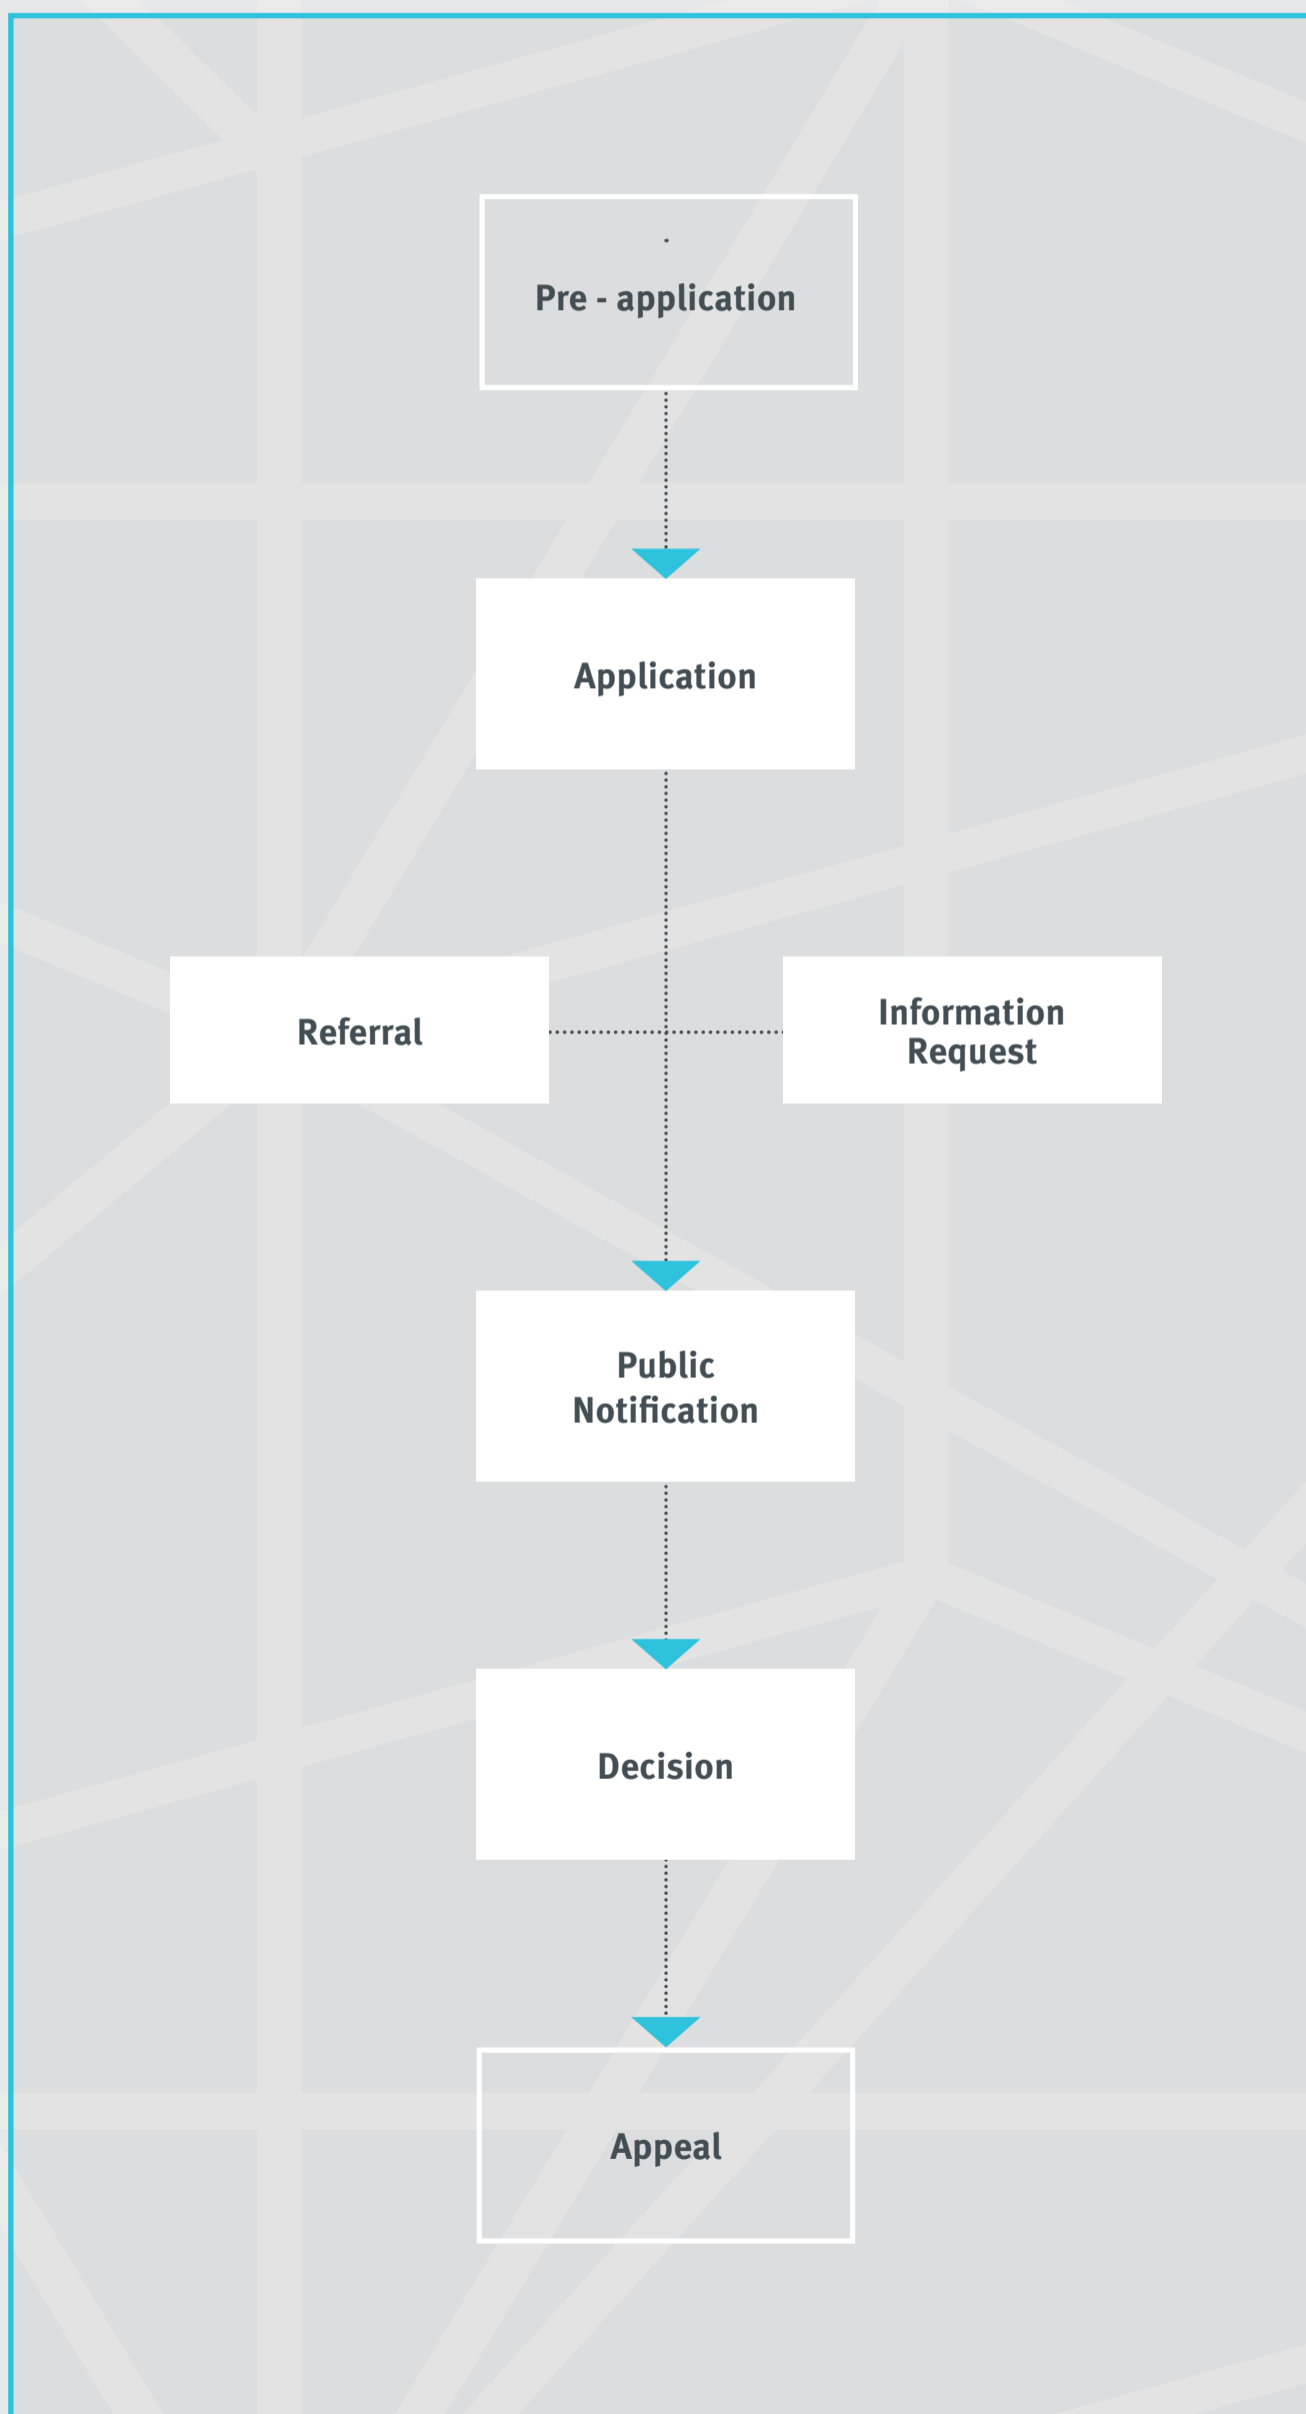 Pre - application
Application
Referral
Information
Request
Public
Notification
Decision
Appeal